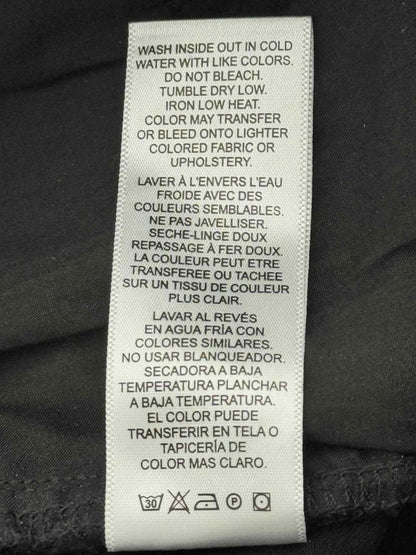 WASH INSIDE OUT IN COLD
WATER WITH LIKE COLORS.
DO NOT BLEACH.
TUMBLE DRY LOW.
IRON LOW HEAT.
COLOR MAY TRANSFER
OR BLEED ONTO LIGHTER
COLORED FABRIC OR
UPHOLSTERY.
LAVER À L'ENVERS L'EAU
FROIDE AVEC DES
COULEURS SEMBLABLES.
NE PAS JAVELLISER.
SECHE-LINGE DOUX
REPASSAGE À FER DOUX.
LA COULEUR PEUT ÊTRE
TRANSFEREE OU TACHEE
SUR UN TISSU DE COULEUR
PLUS CLAIR.
LAVAR AL REVÉS
EN AGUA FRÍA CON
COLORES SIMILARES.
NO USAR BLANQUEADOR.
SECADORA A BAJA
TEMPERATURA PLANCHAR
A BAJA TEMPERATURA.
EL COLOR PUEDE
TRANSFERIR EN TELA O
TAPICERÍA DE
COLOR MAS CLARO.
30 P